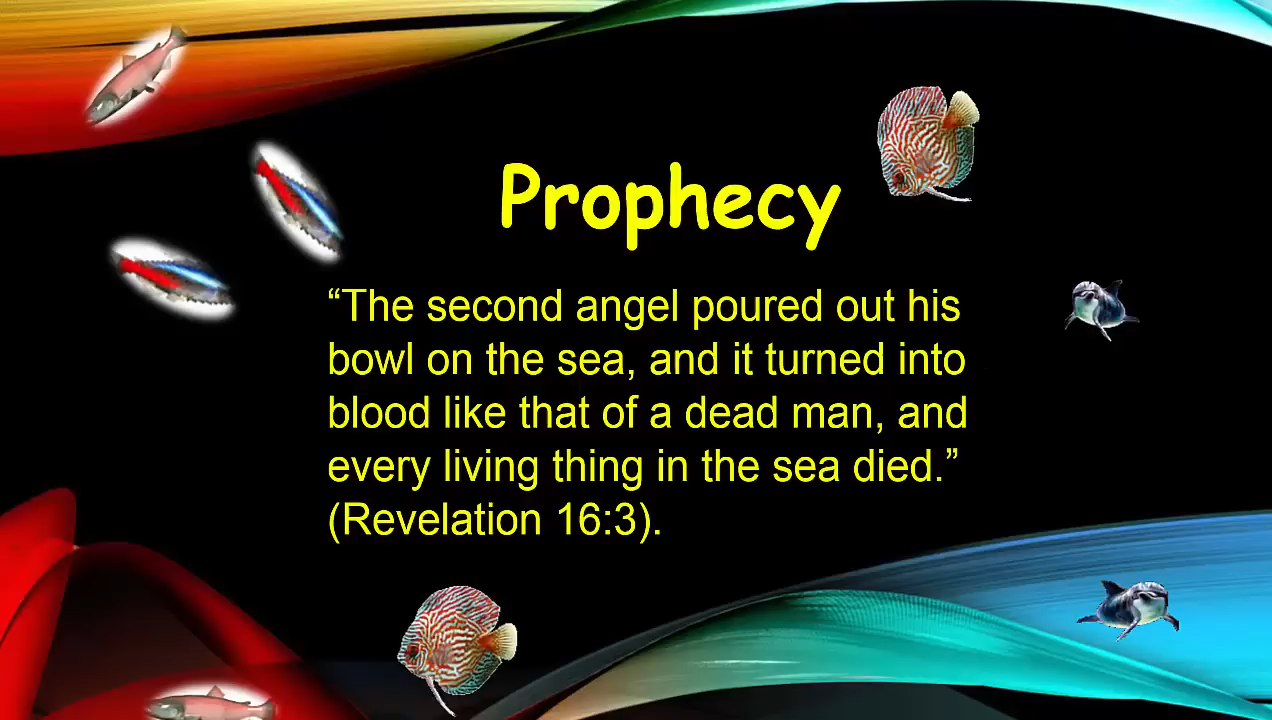 Prophecy
“The second angel poured out his
bowl on the sea, and it turned into
blood like that of a dead man, and
every living thing in the sea died.”
(Revelation 16:3).